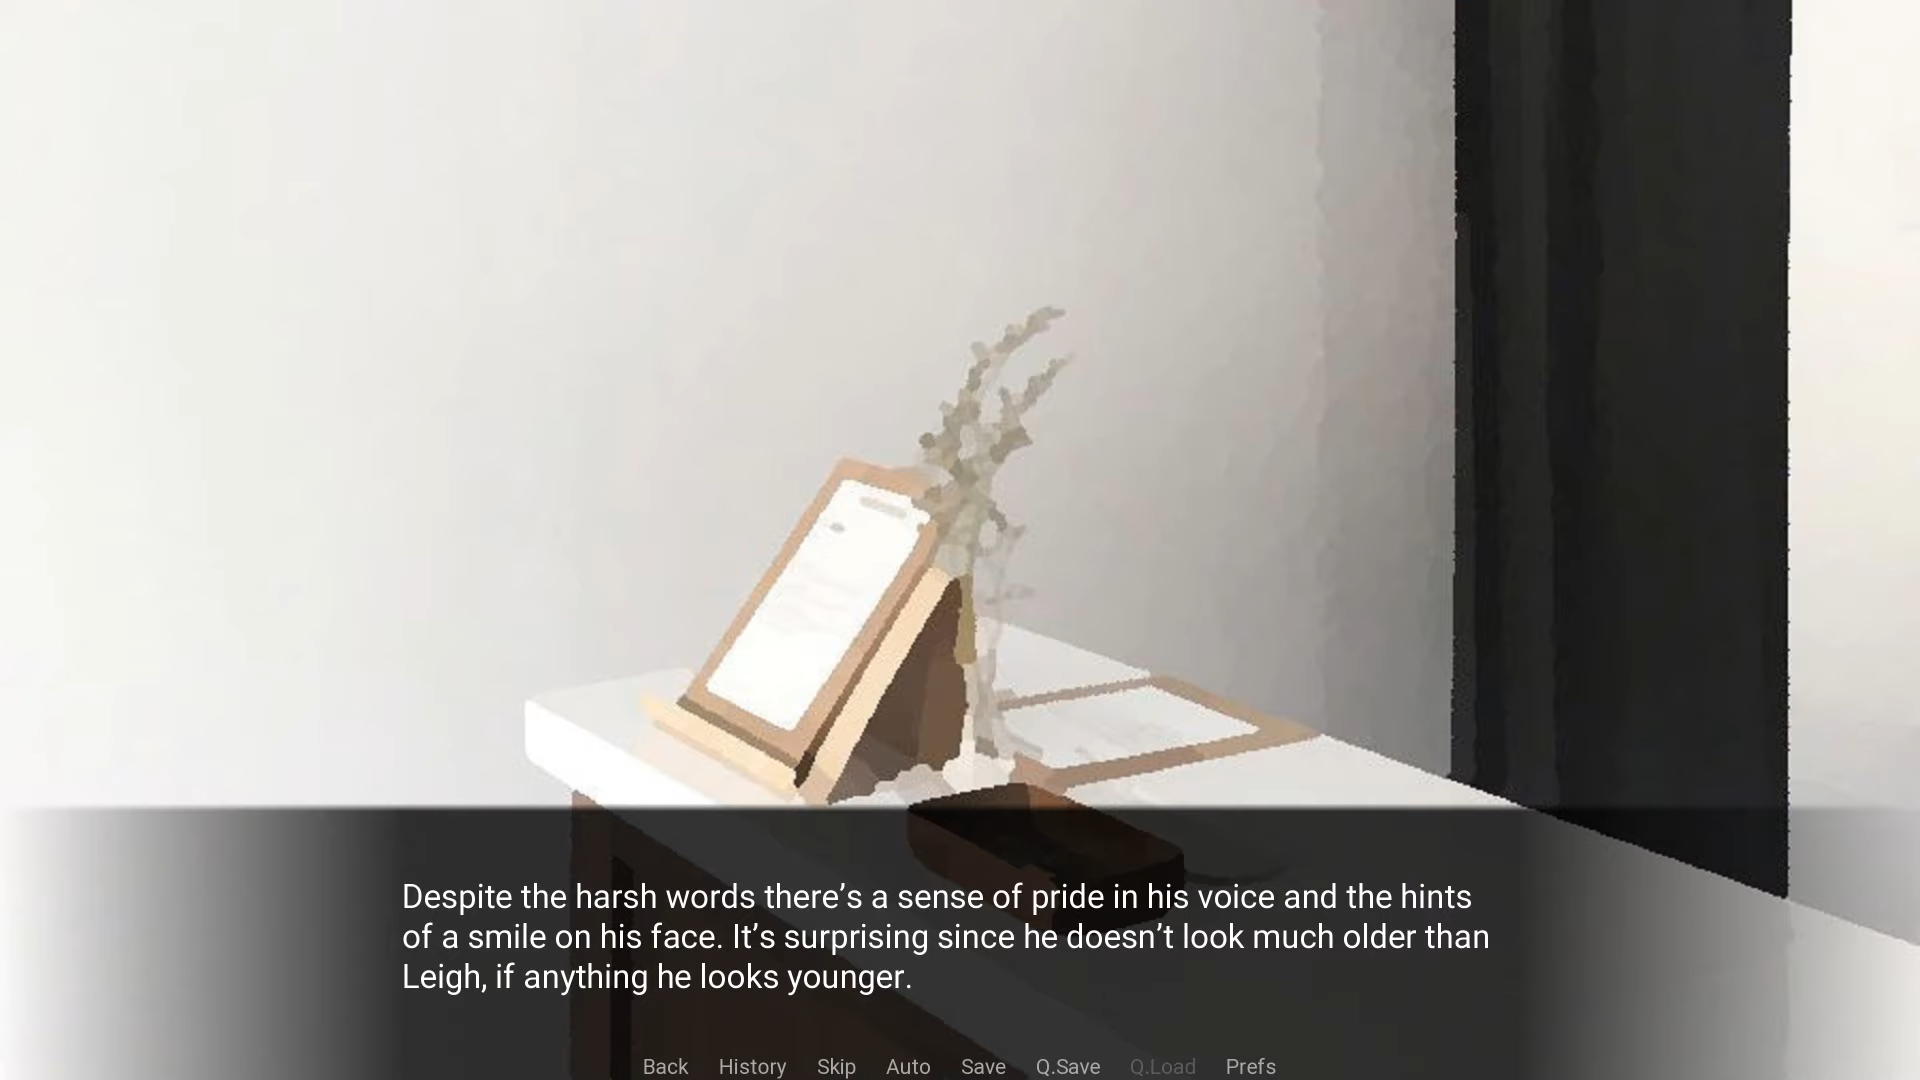 Despite the harsh words there’s a sense of pride in his voice and the hints
of a smile on his face. It’s surprising since he doesn’t look much older than
Leigh, if anything he looks younger.
Back History Skip Auto Save Q.Save Q.Load Prefs